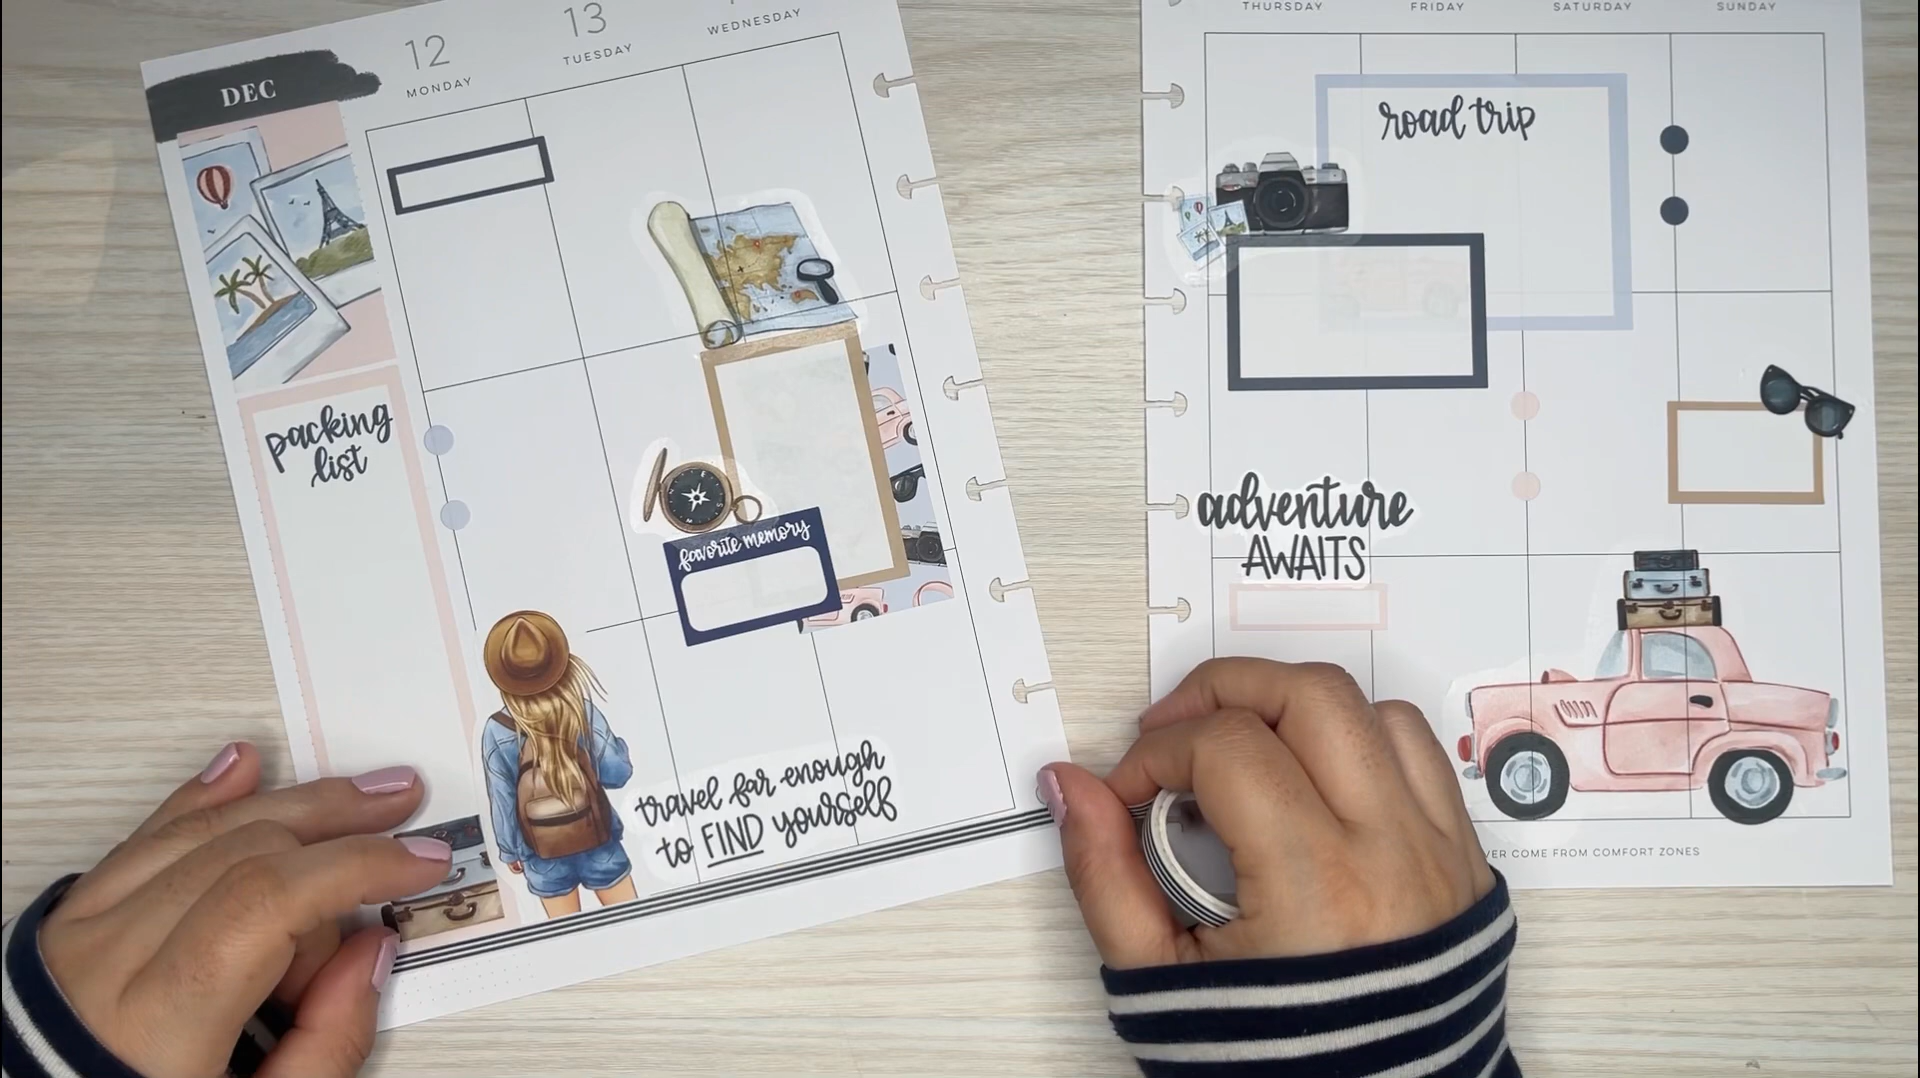 DEC
12
MONDAY
13
TUESDAY
WEDNESDAY
packing
list
favorite memory
travel far enough
to FIND yourself
THURSDAY
FRIDAY
SATURDAY
SUNDAY
road trip
adventure
AWAITS
COME FROM COMFORT ZONES